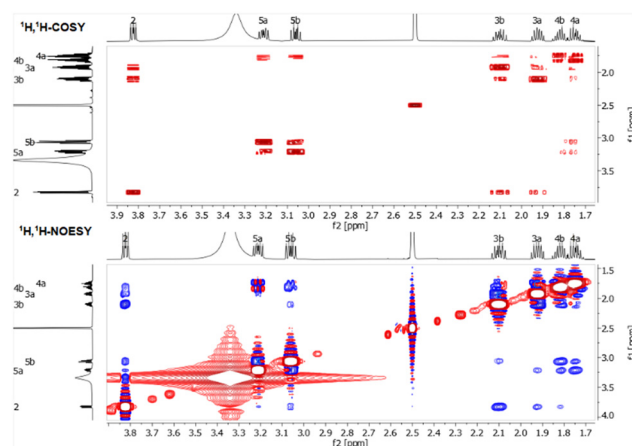 ¹H,¹H-COSY
2 5a 5b 3b 3a 4b 4a
4a
4b
3a
3b
5b
5a
2
2.0
2.5
3.0
3.5
f1 [ppm]
3.9 3.8 3.7 3.6 3.5 3.4 3.3 3.2 3.1 3.0 2.9 2.8 2.7 2.6 2.5 2.4 2.3 2.2 2.1 2.0 1.9 1.8 1.7
f2 [ppm]
¹H,¹H-NOESY
2 5a 5b 3b 3a 4b 4a
4a
4b
3a
3b
5b
5a
2
1.5
2.0
2.5
3.0
3.5
4.0
f1 [ppm]
3.8 3.7 3.6 3.5 3.4 3.3 3.2 3.1 3.0 2.9 2.8 2.7 2.6 2.5 2.4 2.3 2.2 2.1 2.0 1.9 1.8 1.7
f2 [ppm]